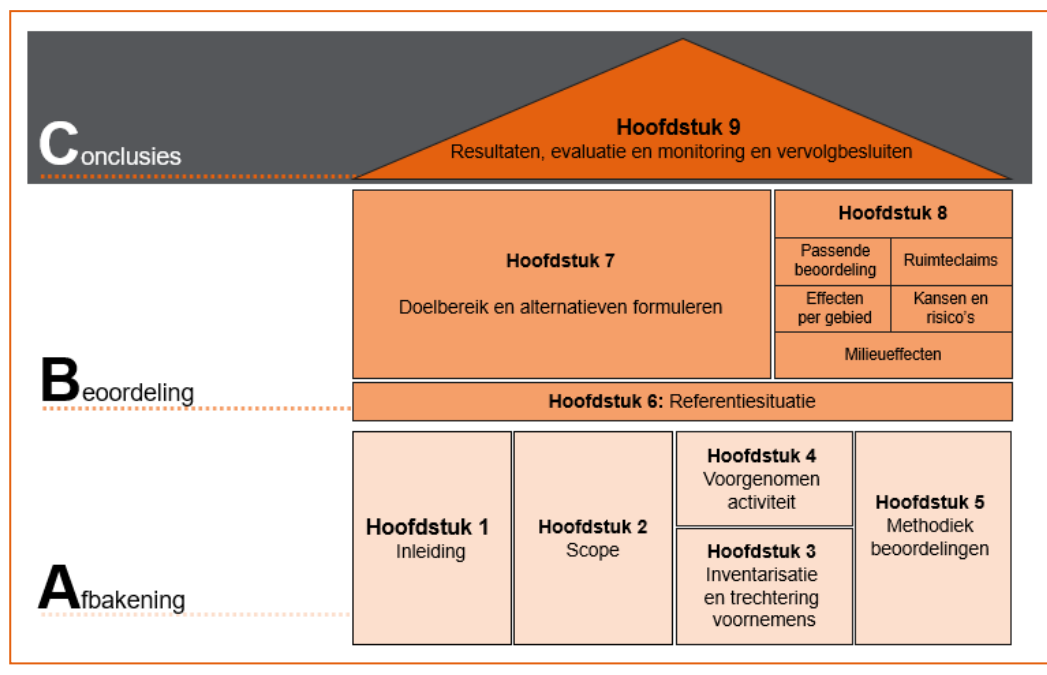 Hoofdstuk 9
Resultaten, evaluatie en monitoring en vervolgbesluiten
Conclusies
Hoofdstuk 7
Doelbereik en alternatieven formuleren
Hoofdstuk 8
Passende
beoordeling
Ruimteclaims
Effecten
per gebied
Kansen en
risico's
Milieueffecten
Beoordeling
Hoofdstuk 6: Referentiesituatie
Hoofdstuk 1
Inleiding
Hoofdstuk 2
Scope
Hoofdstuk 4
Voorgenomen
activiteit
Hoofdstuk 3
Inventarisatie
en trechtering
voornemens
Hoofdstuk 5
Methodiek
beoordelingen
Afbakening